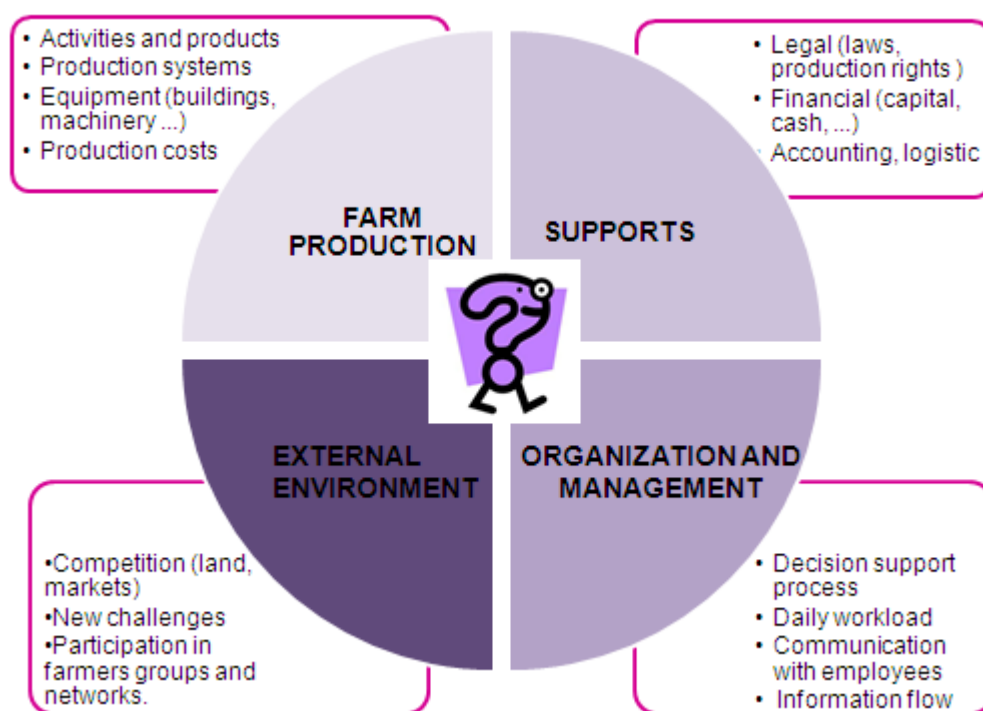 • Activities and products
• Production systems
• Equipment (buildings,
machinery ...)
• Production costs
• Legal (laws,
production rights )
• Financial (capital,
cash, ...)
• Accounting, logistic
FARM
PRODUCTION
SUPPORTS
EXTERNAL
ENVIRONMENT
ORGANIZATION AND
MANAGEMENT
•Competition (land,
markets)
•New challenges
•Participation in
farmers groups and
networks.
• Decision support
process
• Daily workload
• Communication
with employees
• Information flow